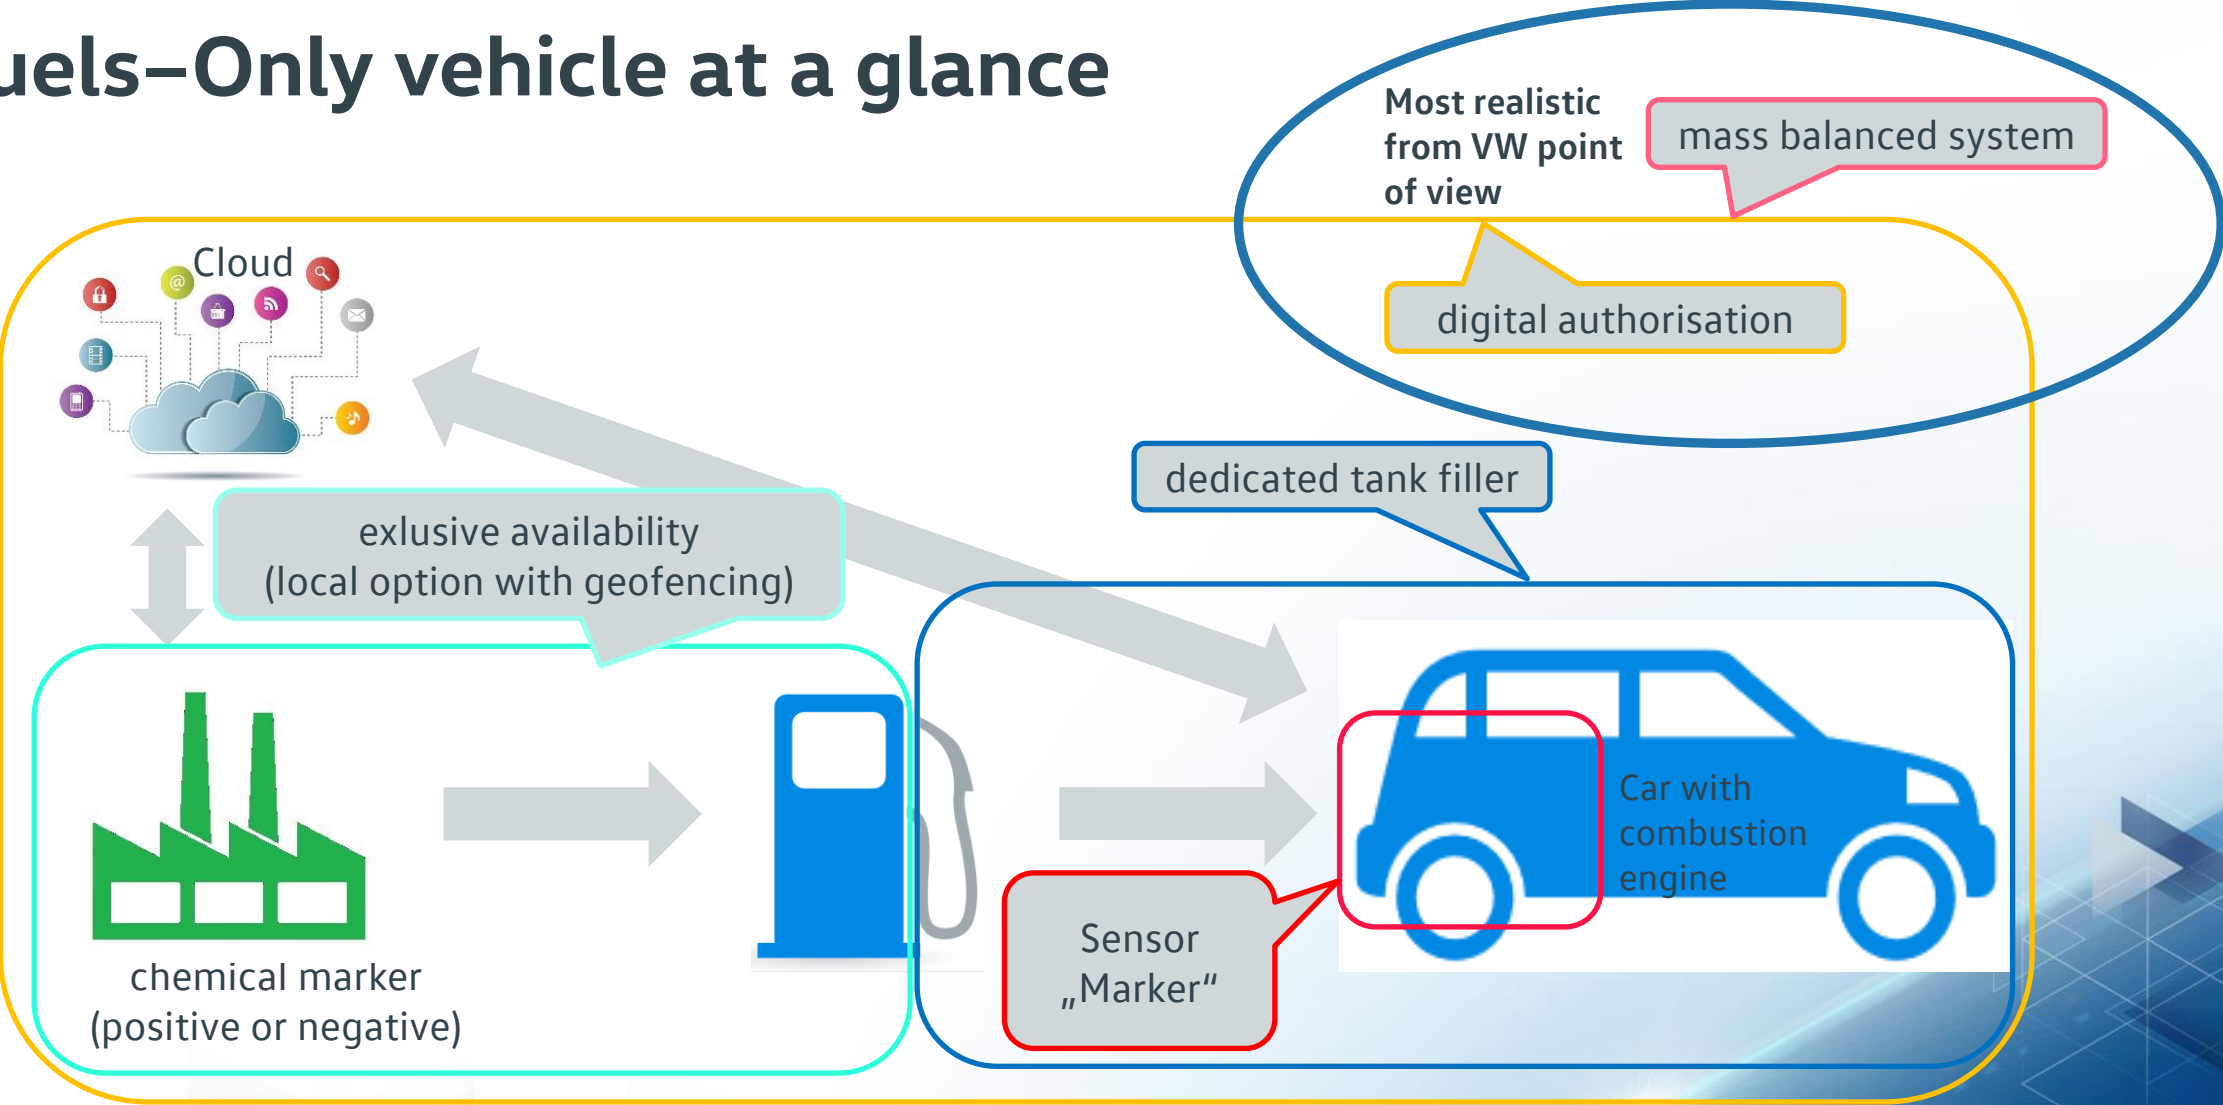 uels–Only vehicle at a glance
Most realistic
from VW point
of view
mass balanced system
Cloud
digital authorisation
dedicated tank filler
exlusive availability
(local option with geofencing)
Car with
combustion
engine
Sensor
„Marker“
chemical marker
(positive or negative)